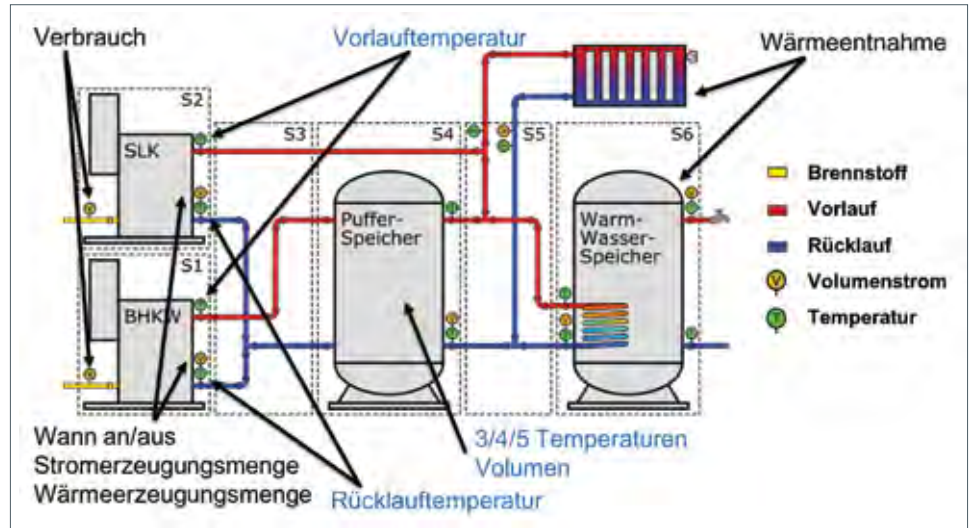 Verbrauch
Vorlauftemperatur
Wärmeentnahme
S2
S3
S4
S5
S6
SLK
S1
BHKW
Puffer-
Speicher
Warm-
Wasser-
Speicher
Brennstoff
Vorlauf
Rücklauf
V Volumenstrom
T Temperatur
Wann an/aus
Stromerzeugungsmenge
Wärmeerzeugungsmenge
3/4/5 Temperaturen
Volumen
Rücklauftemperatur